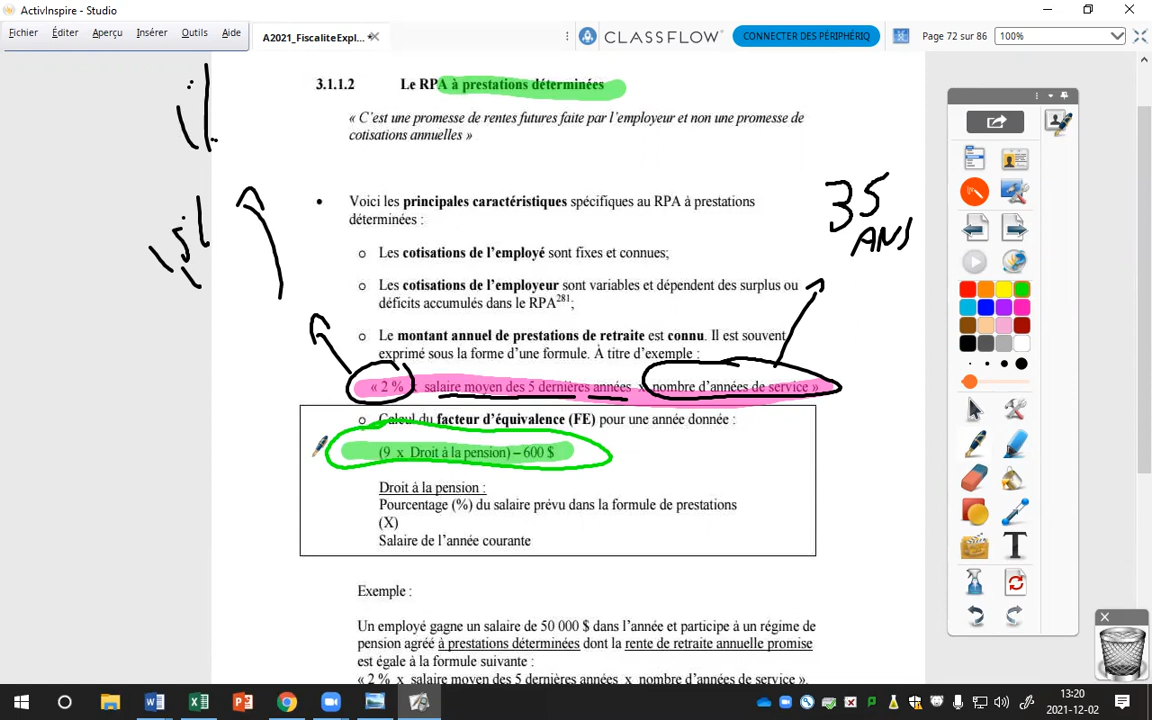 ActivInspire - Studio
Fichier Éditer Aperçu Insérer Outils Aide
A2021_FiscaliteExpl...
CLASSFLOW
CONNECTER DES PÉRIPHÉRIQ
Page 72 sur 86
100%
3.1.1.2 Le RPA à prestations déterminées
« C’est une promesse de rentes futures faite par l’employeur et non une promesse de
cotisations annuelles »
35
ANS
• Voici les principales caractéristiques spécifiques au RPA à prestations
déterminées :
o Les cotisations de l’employé sont fixes et connues;
o Les cotisations de l’employeur sont variables et dépendent des surplus ou
déficits accumulés dans le RPA281;
o Le montant annuel de prestations de retraite est connu. Il est souvent
exprimé sous la forme d’une formule. À titre d’exemple :
« 2 % x salaire moyen des 5 dernières années x nombre d’années de service »
o Calcul du facteur d’équivalence (FE) pour une année donnée :
(9 x Droit à la pension) – 600 $
Droit à la pension :
Pourcentage (%) du salaire prévu dans la formule de prestations
(X)
Salaire de l’année courante
Exemple :
Un employé gagne un salaire de 50 000 $ dans l’année et participe à un régime de
pension agréé à prestations déterminées dont la rente de retraite annuelle promise
est égale à la formule suivante :
« 2 % x salaire moyen des 5 dernières années x nombre d’années de service ».
13:20
2021-12-02